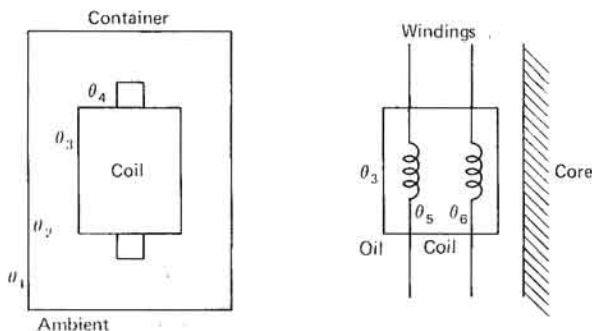 Container
θ4
θ3
Coil
θ2
θ1
Ambient
Windings
θ3
θ5
θ6
Core
Oil
Coil